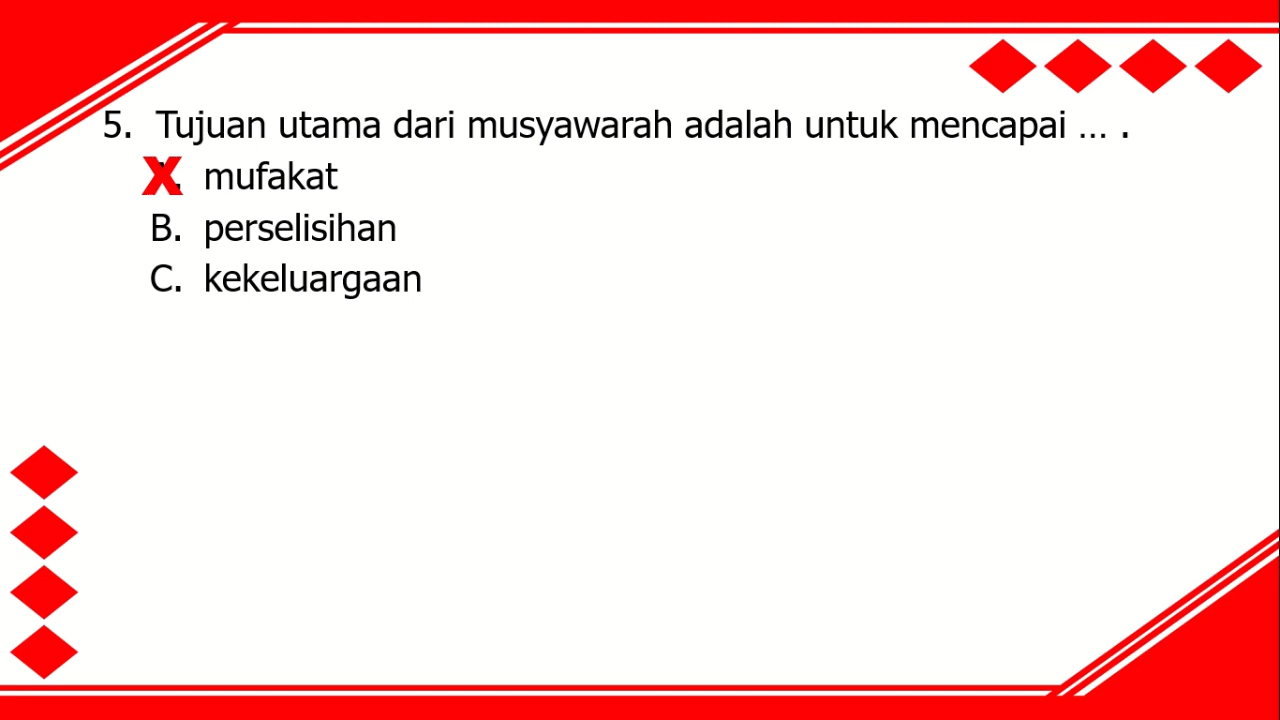 5. Tujuan utama dari musyawarah adalah untuk mencapai ... .
X. mufakat
B. perselisihan
C. kekeluargaan